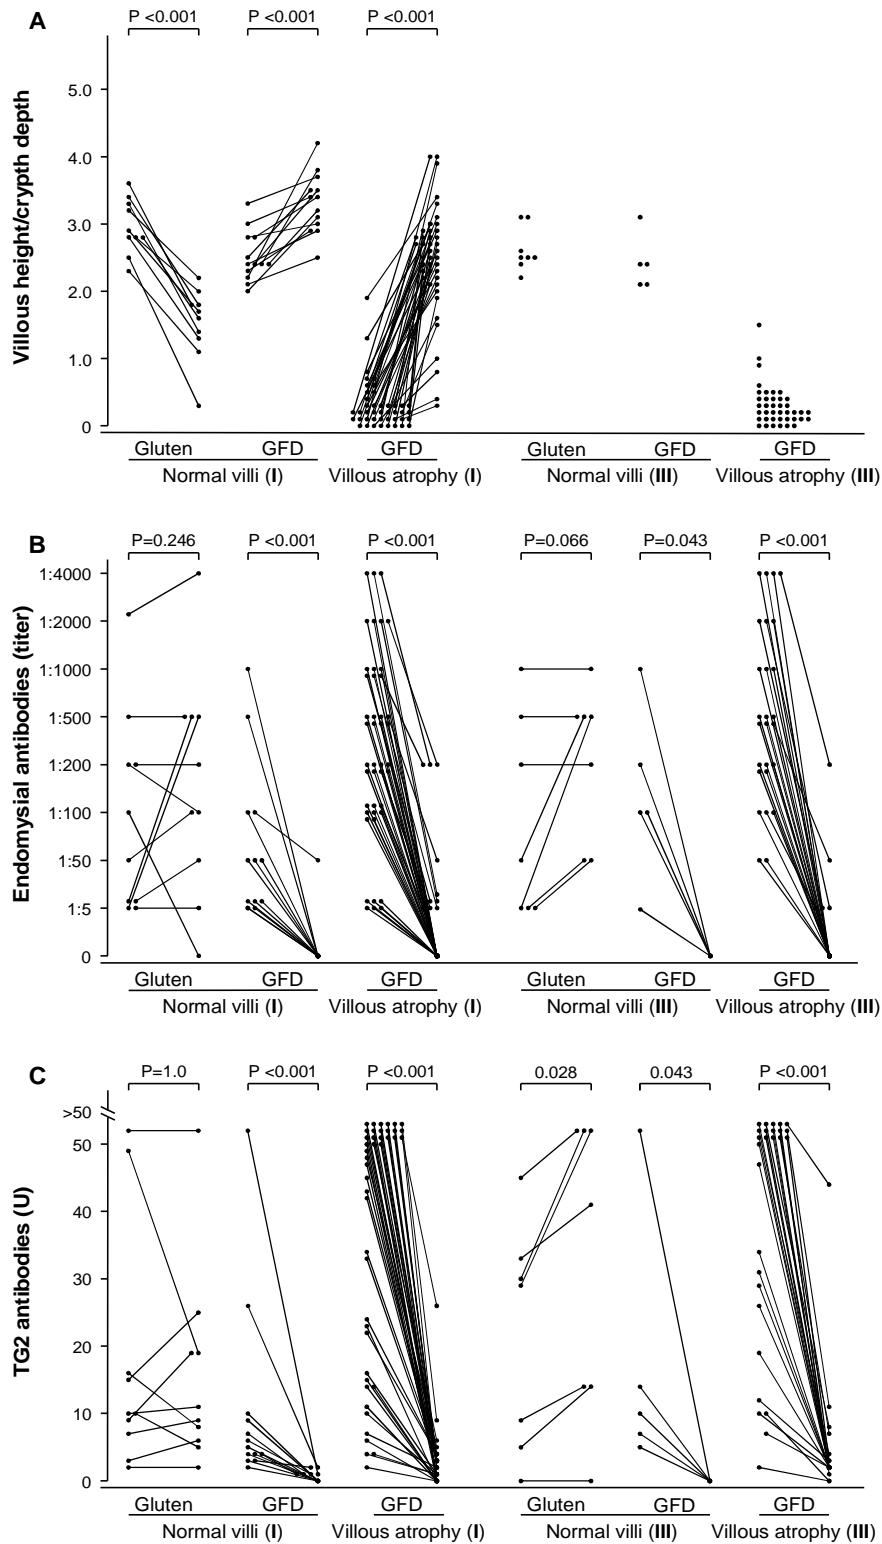 A
P <0.001 P <0.001 P <0.001
Villous height/crypth depth
5.0
4.0
3.0
2.0
1.0
0
Gluten GFD GFD Gluten GFD GFD
Normal villi (I) Villous atrophy (I) Normal villi (III) Villous atrophy (III)
B
P=0.246 P <0.001 P <0.001 P=0.066 P=0.043 P <0.001
Endomysial antibodies (titer)
1:4000
1:2000
1:1000
1:500
1:200
1:100
1:50
1:5
0
Gluten GFD GFD Gluten GFD GFD
Normal villi (I) Villous atrophy (I) Normal villi (III) Villous atrophy (III)
C
P=1.0 P <0.001 P <0.001 0.028 0.043 P <0.001
TG2 antibodies (U)
>50
50
40
30
20
10
0
Gluten GFD GFD Gluten GFD GFD
Normal villi (I) Villous atrophy (I) Normal villi (III) Villous atrophy (III)